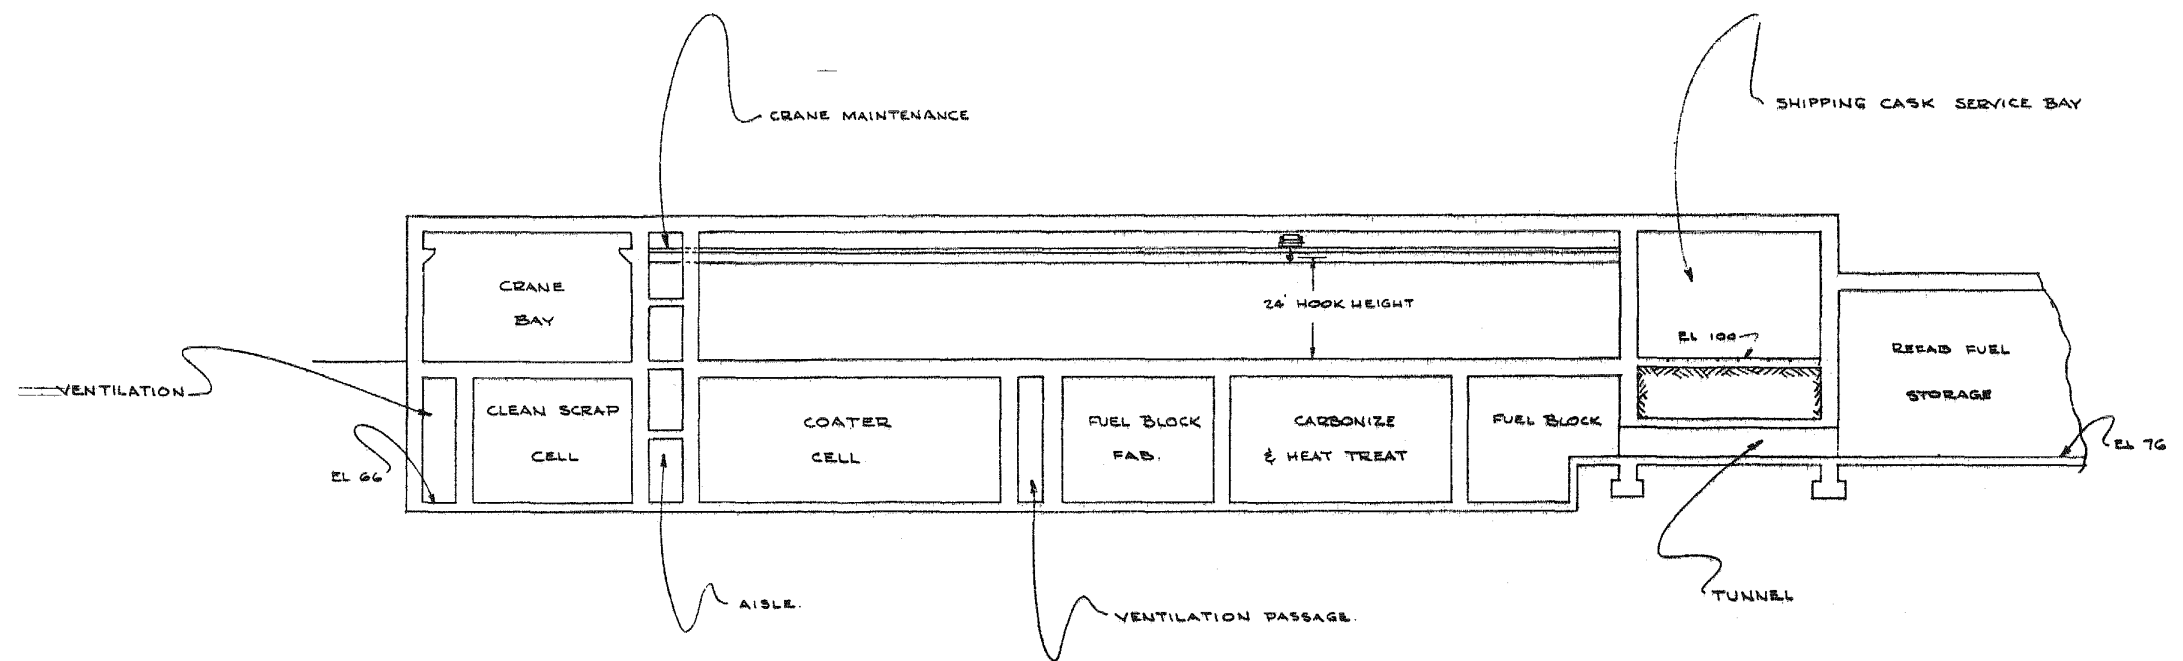 CRANE MAINTENANCE
SHIPPING CASK SERVICE BAY
CRANE
BAY
24' HOOK HEIGHT
EL 100
REFAB FUEL
STORAGE
VENTILATION
CLEAN SCRAP
CELL
COATER
CELL
FUEL BLOCK
FAB.
CARBONIZE
& HEAT TREAT
FUEL BLOCK
EL 66
EL 76
AISLE.
VENTILATION PASSAGE.
TUNNEL